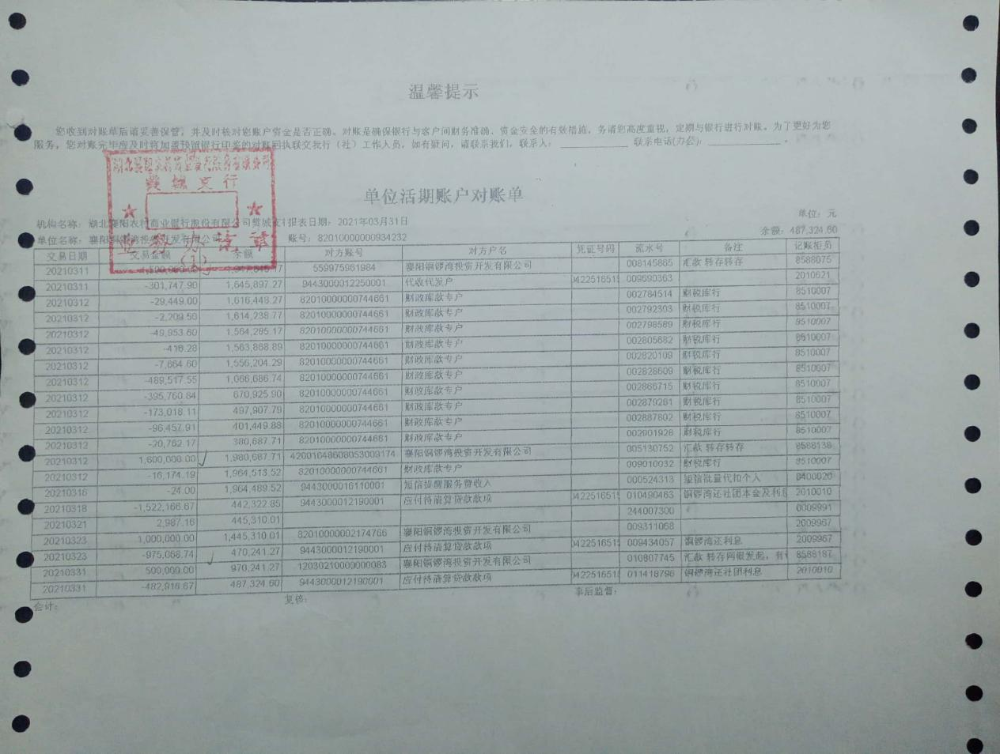 温馨提示
您收到对账单后请妥善保管，并及时核对您账户资金是否正确。对账是确保银行与客户间财务准确、资金安全的有效措施，务请您高度重视，定期与银行进行对账。为了更好为您
服务，您对账完毕应及时将加盖预留银行印鉴的对账回执联交我行（社）工作人员，如有疑问，请联系我们，联系人： 联系电话(办公)： 。
樊城支行
单位活期账户对账单
单位：元
机构名称：湖北襄阳农村商业银行股份有限公司樊城支行 报表日期：2021年03月31日
余额：487,324.60
单位名称：襄阳铜锣湾投资开发有限公司 账号：82010000000934232
业务办讫章
(1)
交易日期 交易金额 余额 对方账号 对方户名 凭证号码 流水号 备注 记账柜员
20210311 559975961984 襄阳铜锣湾投资开发有限公司 008145865 汇款 转存转存 8588075
20210311 -301,747.90 1,645,897.27 9443000012250001 代收代发户 0422516515 009590363 2010621
20210312 -29,449.00 1,616,448.27 82010000000744661 财政库款专户 002784514 财税库行 8510007
20210312 -2,209.50 1,614,238.77 82010000000744661 财政库款专户 002792303 财税库行 8510007
20210312 -49,953.60 1,564,285.17 82010000000744661 财政库款专户 002798589 财税库行 8510007
20210312 -416.28 1,563,868.89 82010000000744661 财政库款专户 002805682 财税库行 8510007
20210312 -7,664.60 1,556,204.29 82010000000744661 财政库款专户 002820109 财税库行 8510007
20210312 -489,517.55 1,066,686.74 82010000000744661 财政库款专户 002828609 财税库行 8510007
20210312 -395,760.84 670,925.90 82010000000744661 财政库款专户 002866715 财税库行 8510007
20210312 -173,018.11 497,907.79 82010000000744661 财政库款专户 002879261 财税库行 8510007
20210312 -96,457.91 401,449.88 82010000000744661 财政库款专户 002887802 财税库行 8510007
20210312 -20,762.17 380,687.71 82010000000744661 财政库款专户 002901928 财税库行 8510007
20210312 1,600,000.00 1,980,687.71 42001648608053009174 襄阳铜锣湾投资开发有限公司 005130752 汇款 转存转存 8588138
20210312 -16,174.19 1,964,513.52 82010000000744661 财政库款专户 009010032 财税库行 8510007
20210316 -24.00 1,964,489.52 9443000016110001 短信提醒服务费收入 000524313 短信批量代扣个人 8400020
20210318 -1,522,166.67 442,322.85 9443000012190001 应付待清算贷款款项 0422516515 010490463 铜锣湾还社团本金及利息 2010010
20210321 2,987.16 445,310.01 244007300 0009991
20210323 1,000,000.00 1,445,310.01 82010000002174766 襄阳铜锣湾投资开发有限公司 009311068 2009967
20210323 -975,068.74 470,241.27 9443000012190001 应付待清算贷款款项 0422516515 009434057 铜锣湾还利息 2009967
20210331 500,000.00 970,241.27 12030210000000083 襄阳铜锣湾投资开发有限公司 010807745 汇款 转存网银发起，有 8588187
20210331 -482,916.67 487,324.60 9443000012190001 应付待清算贷款款项 0422516515 011418796 铜锣湾还社团利息 2010010
会计： 复核： 事后监督：